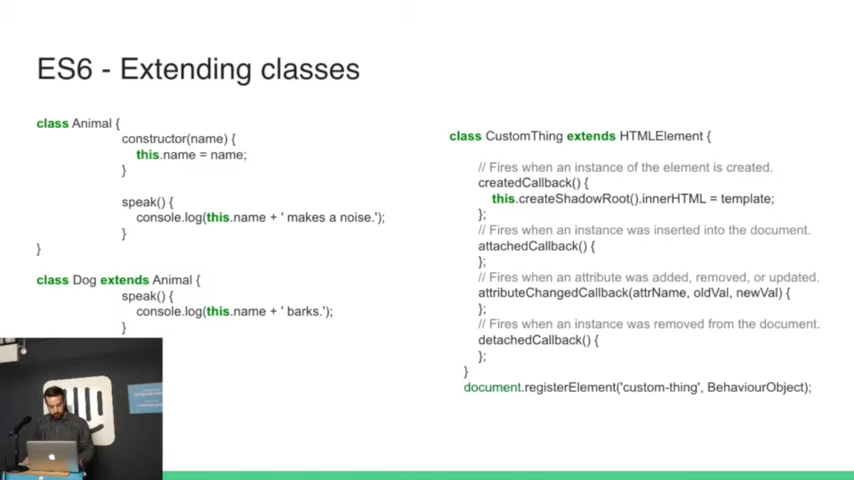 ES6 - Extending classes
class Animal {
constructor(name) {
this.name = name;
}
speak() {
console.log(this.name + ' makes a noise.');
}
}
class Dog extends Animal {
speak() {
console.log(this.name + ' barks.');
}
class CustomThing extends HTMLElement {
// Fires when an instance of the element is created.
createdCallback() {
this.createShadowRoot().innerHTML = template;
};
// Fires when an instance was inserted into the document.
attachedCallback() {
};
// Fires when an attribute was added, removed, or updated.
attributeChangedCallback(attrName, oldVal, newVal) {
};
// Fires when an instance was removed from the document.
detachedCallback() {
};
}
document.registerElement('custom-thing', BehaviourObject);